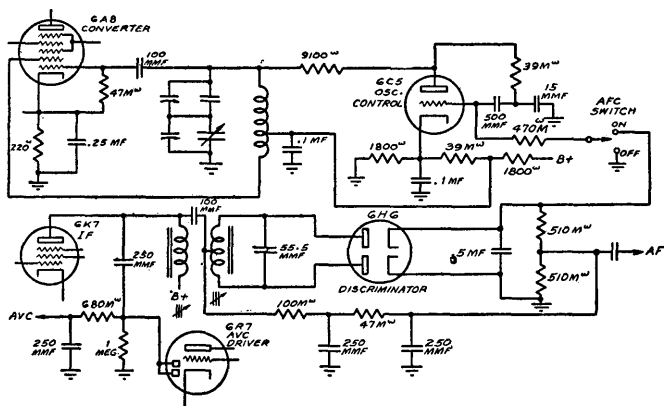 6A8
CONVERTER
100
MMF
47Mω
220ω
.25 MF
9100ω
.1 MF
6C5
OSC.
CONTROL
39Mω
500
MMF
15
MMF
470Mω
AFC
SWITCH
ON
OFF
1800ω
39Mω
1800ω
B+
.1 MF
6K7
IF
250
MMF
100
MMF
B+
55.5
MMF
6H6
DISCRIMINATOR
.5 MF
510Mω
510Mω
AF
AVC
680Mω
250
MMF
1
MEG.
6R7
AVC
DRIVER
100Mω
47Mω
250
MMF
250
MMF